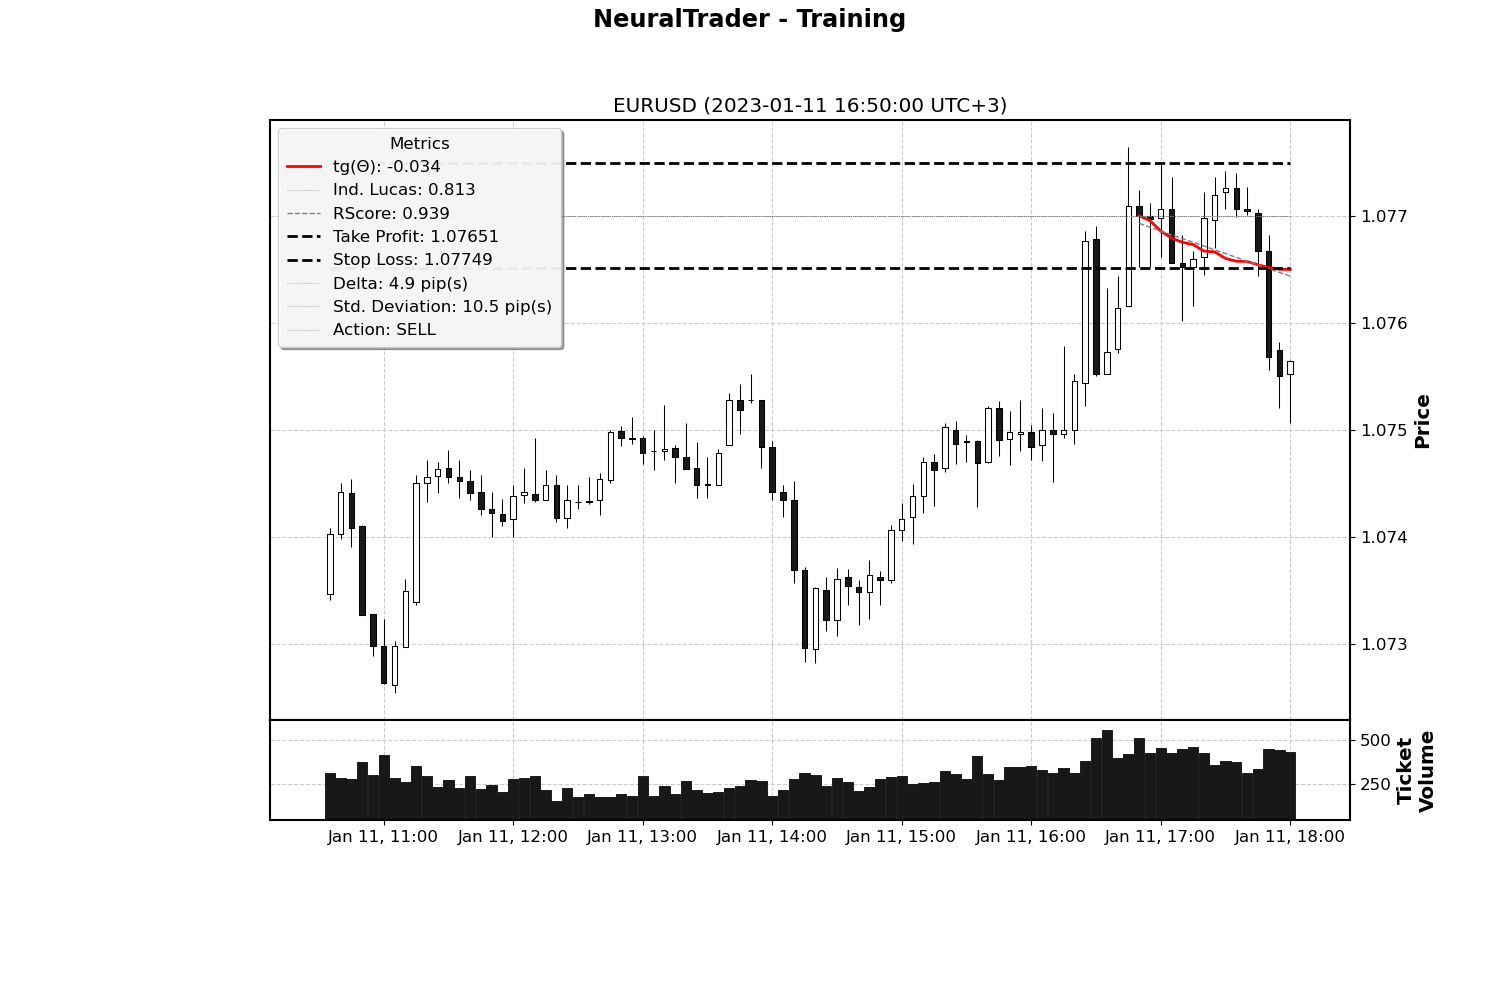 NeuralTrader - Training
EURUSD (2023-01-11 16:50:00 UTC+3)
Metrics
tg(Θ): -0.034
Ind. Lucas: 0.813
RScore: 0.939
Take Profit: 1.07651
Stop Loss: 1.07749
Delta: 4.9 pip(s)
Std. Deviation: 10.5 pip(s)
Action: SELL
1.077
1.076
1.075
1.074
1.073
Price
500
250
Ticket
Volume
Jan 11, 11:00
Jan 11, 12:00
Jan 11, 13:00
Jan 11, 14:00
Jan 11, 15:00
Jan 11, 16:00
Jan 11, 17:00
Jan 11, 18:00